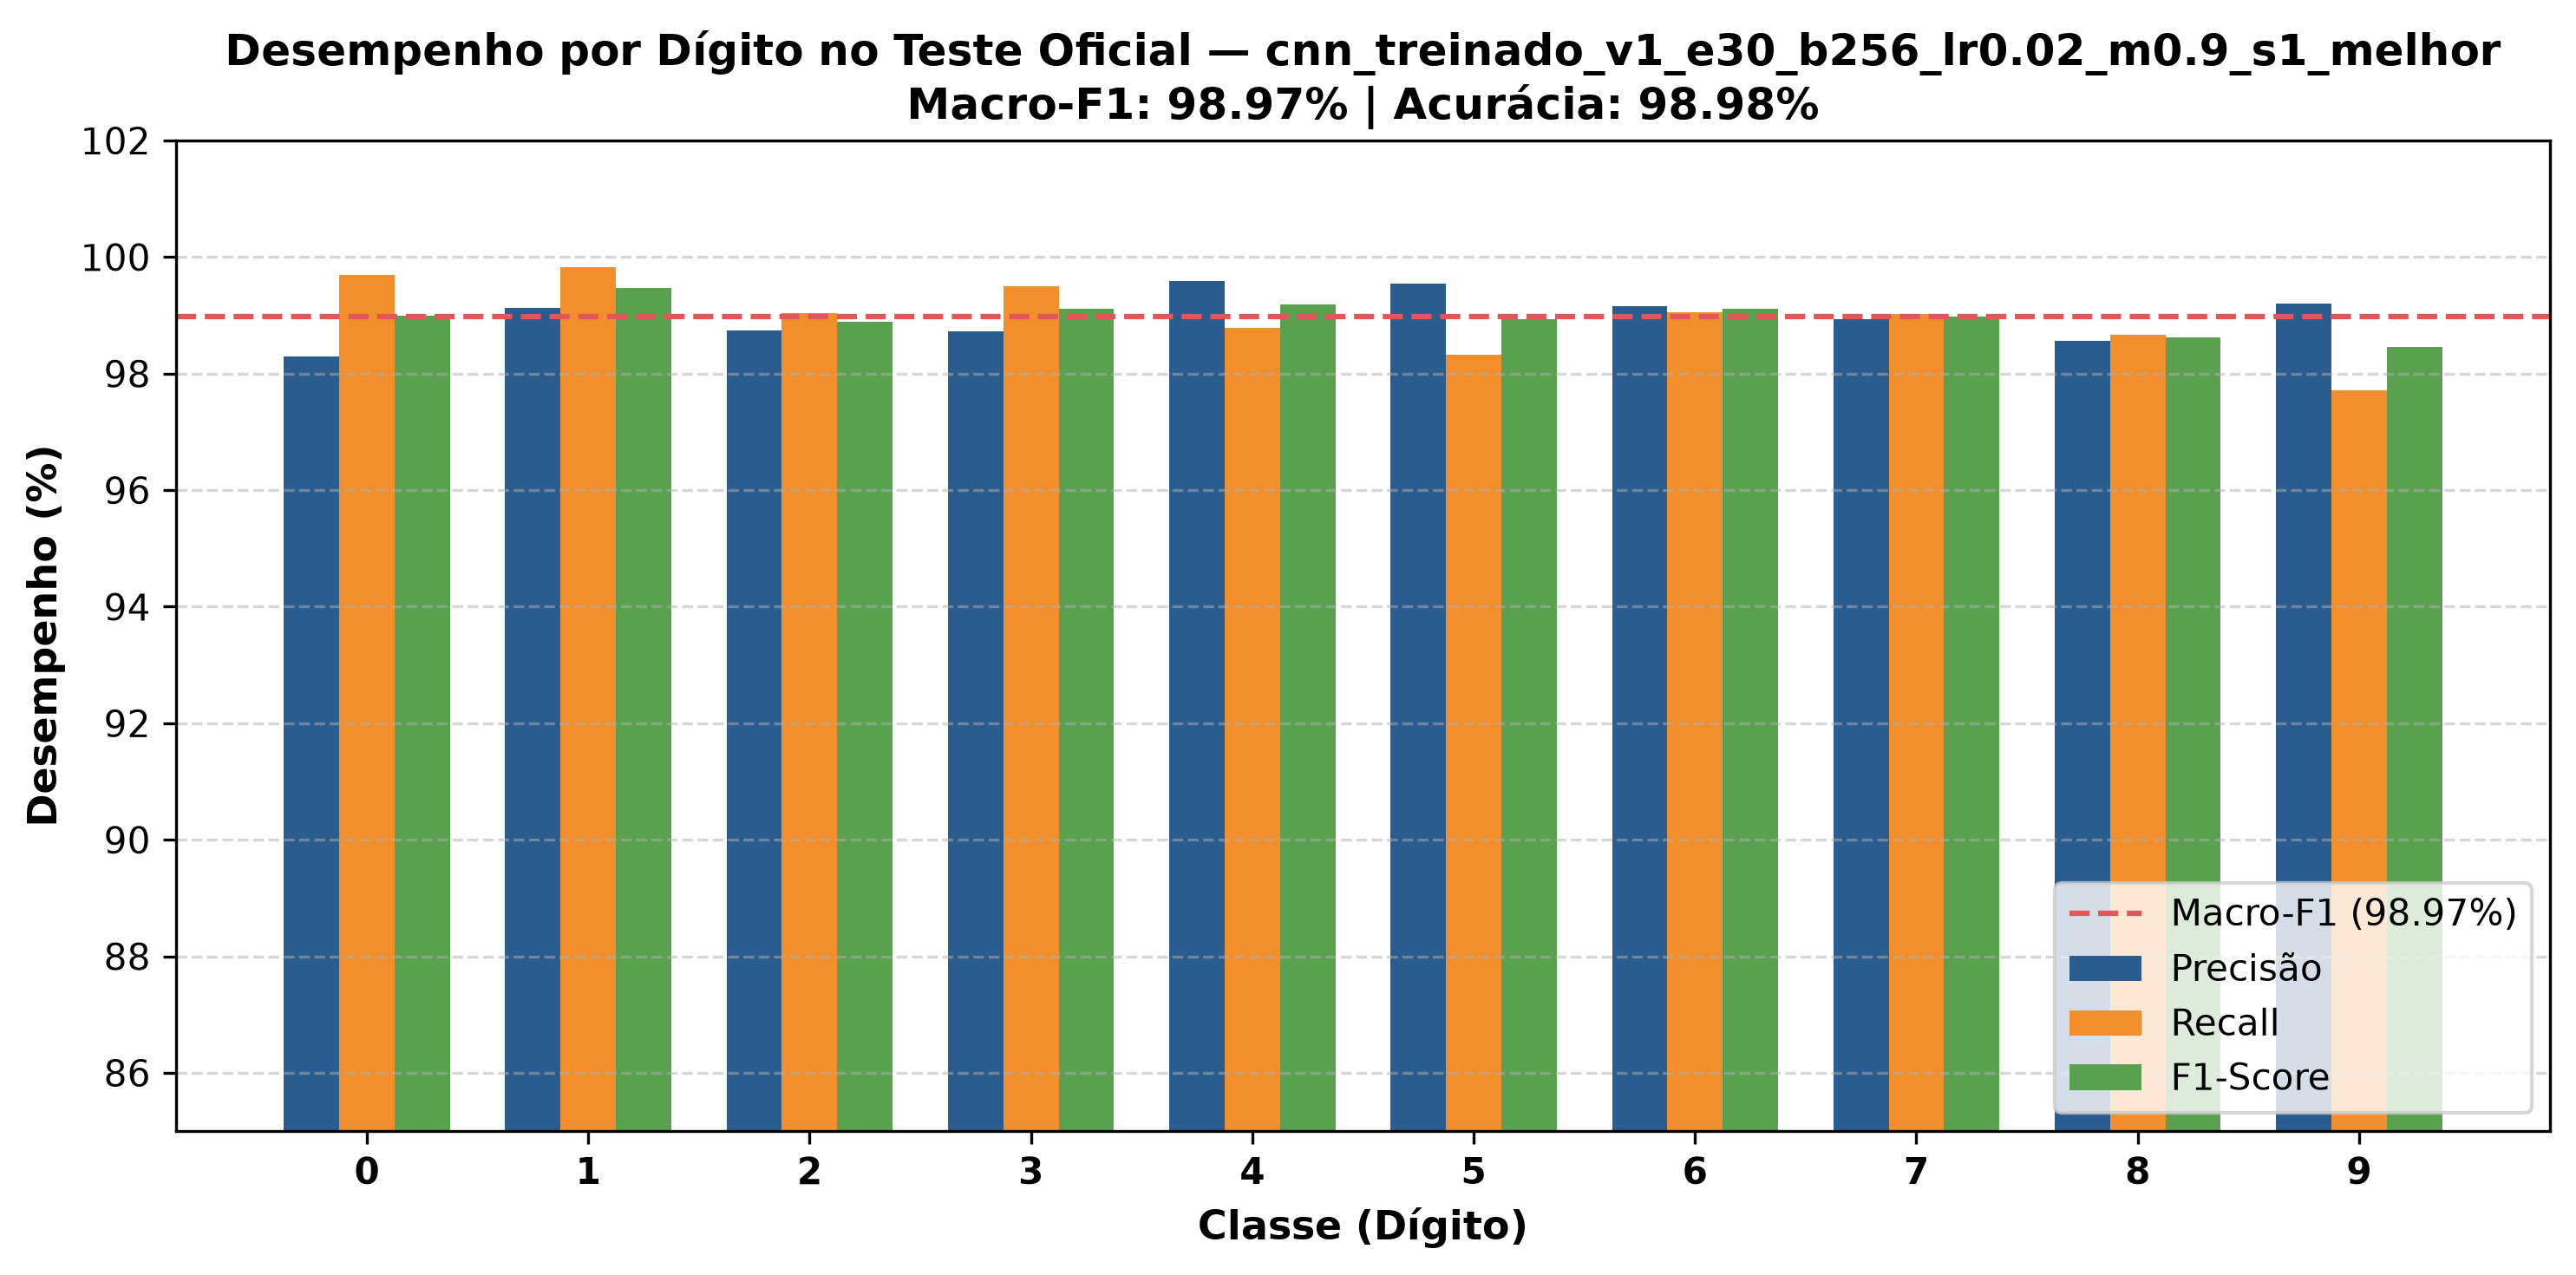 Desempenho por Dígito no Teste Oficial — cnn_treinado_v1_e30_b256_lr0.02_m0.9_s1_melhor
Macro-F1: 98.97% | Acurácia: 98.98%
Desempenho (%)
102
100
98
96
94
92
90
88
86
Macro-F1 (98.97%)
Precisão
Recall
F1-Score
0 1 2 3 4 5 6 7 8 9
Classe (Dígito)